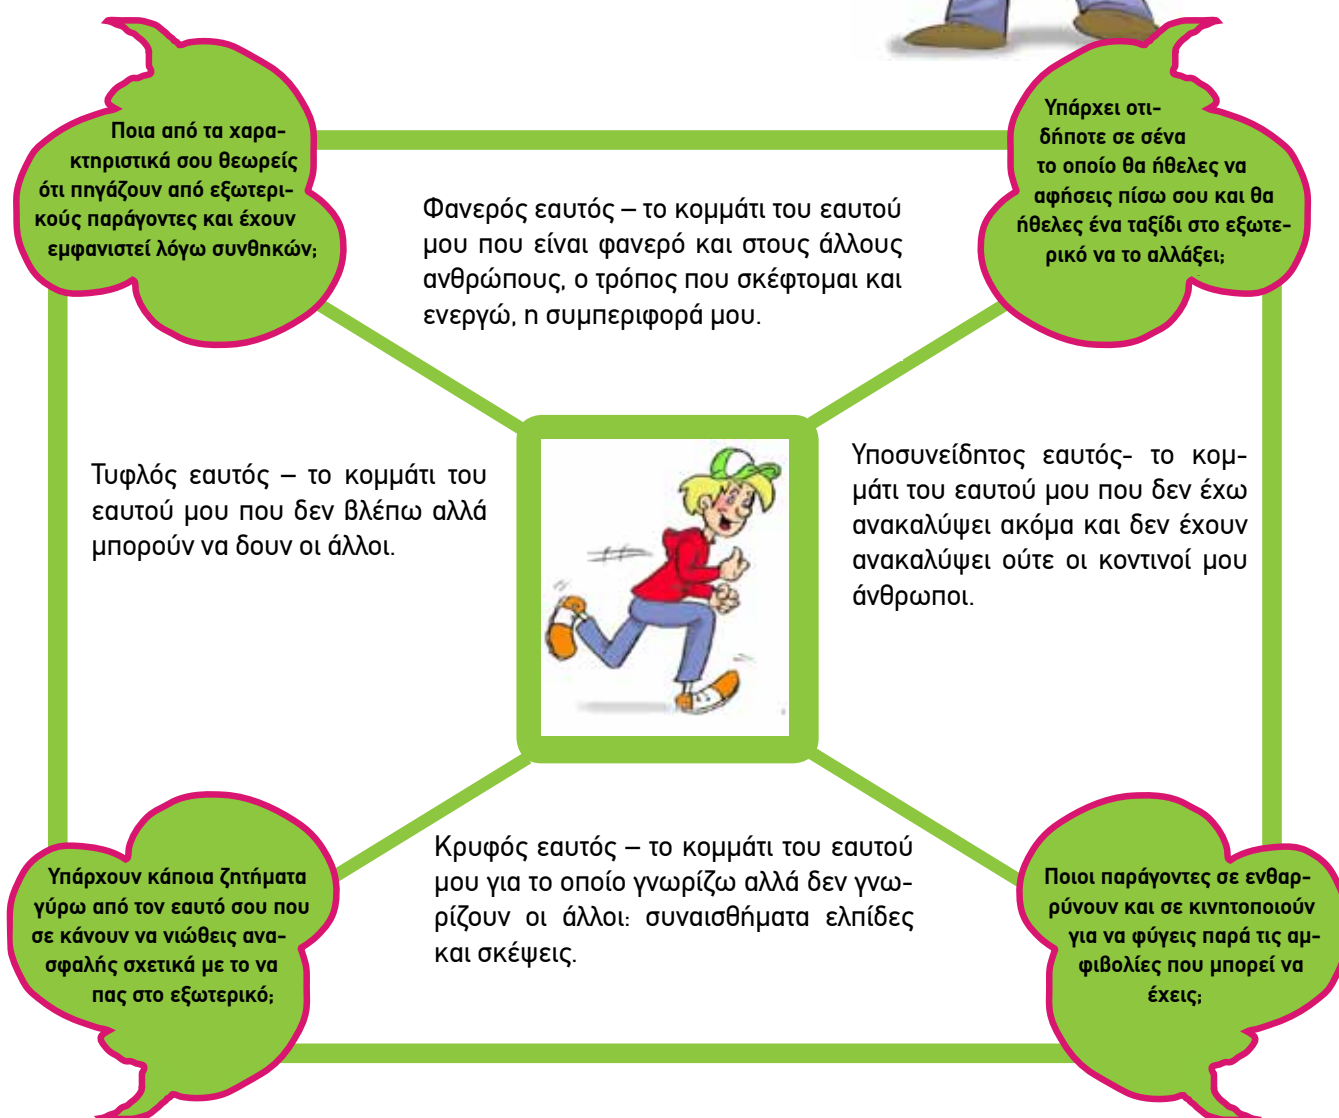 Ποια από τα χαρα-
κτηριστικά σου θεωρείς
ότι πηγάζουν από εξωτερι-
κούς παράγοντες και έχουν
εμφανιστεί λόγω συνθηκών;
Υπάρχει οτι-
δήποτε σε σένα
το οποίο θα ήθελες να
αφήσεις πίσω σου και θα
ήθελες ένα ταξίδι στο εξωτε-
ρικό να το αλλάξει;
Φανερός εαυτός – το κομμάτι του εαυτού
μου που είναι φανερό και στους άλλους
ανθρώπους, ο τρόπος που σκέφτομαι και
ενεργώ, η συμπεριφορά μου.
Τυφλός εαυτός – το κομμάτι του
εαυτού μου που δεν βλέπω αλλά
μπορούν να δουν οι άλλοι.
Υποσυνείδητος εαυτός- το κομ-
μάτι του εαυτού μου που δεν έχω
ανακαλύψει ακόμα και δεν έχουν
ανακαλύψει ούτε οι κοντινοί μου
άνθρωποι.
Κρυφός εαυτός – το κομμάτι του εαυτού
μου για το οποίο γνωρίζω αλλά δεν γνω-
ρίζουν οι άλλοι: συναισθήματα ελπίδες
και σκέψεις.
Υπάρχουν κάποια ζητήματα
γύρω από τον εαυτό σου που
σε κάνουν να νιώθεις ανα-
σφαλής σχετικά με το να
πας στο εξωτερικό;
Ποιοι παράγοντες σε ενθαρ-
ρύνουν και σε κινητοποιούν
για να φύγεις παρά τις αμ-
φιβολίες που μπορεί να
έχεις;